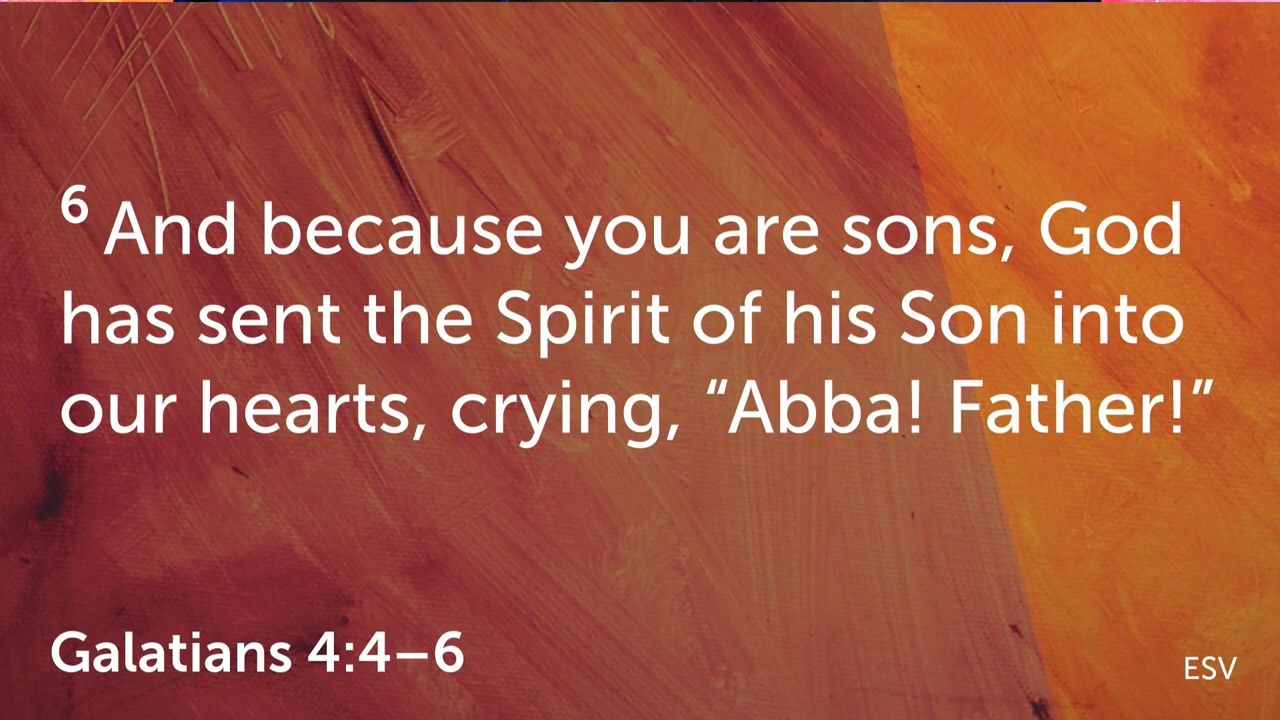 6 And because you are sons, God
has sent the Spirit of his Son into
our hearts, crying, “Abba! Father!”
Galatians 4:4–6
ESV